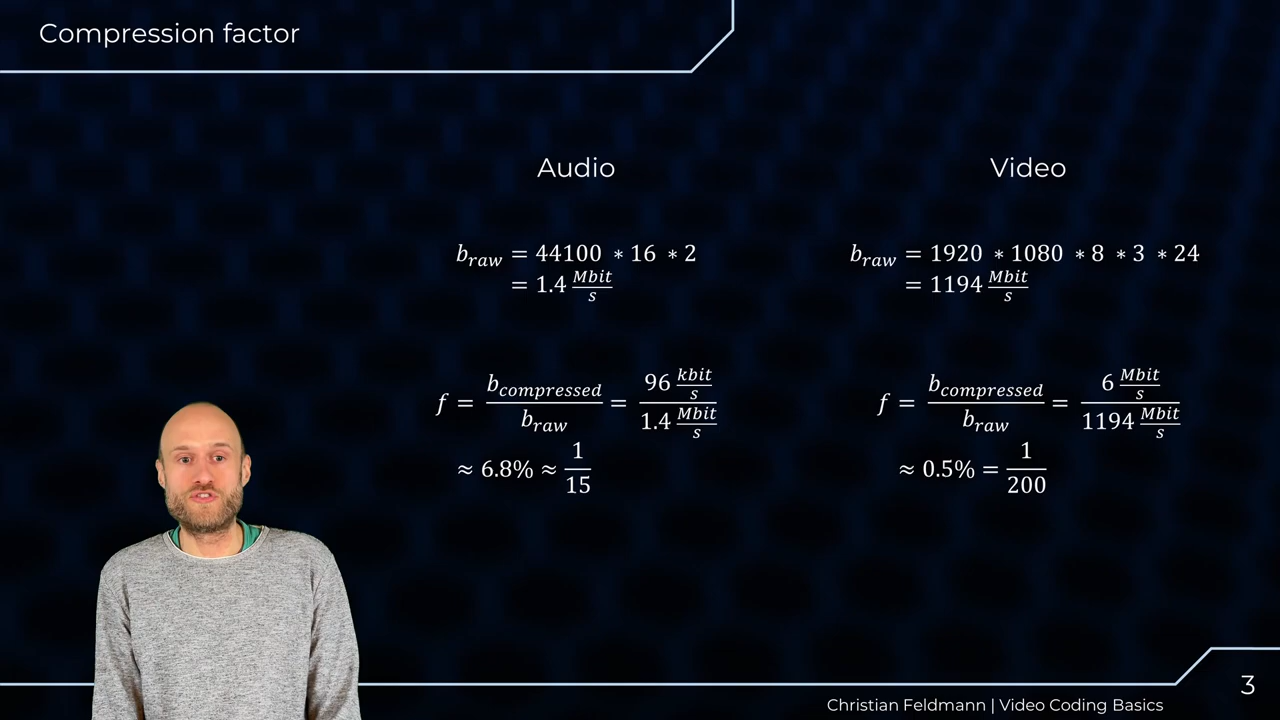 Compression factor
Audio
b_raw = 44100 * 16 * 2
= 1.4 Mbit/s
f = b_compressed/b_raw = 96 kbit/s / 1.4 Mbit/s
≈ 6.8% ≈ 1/15
Video
b_raw = 1920 * 1080 * 8 * 3 * 24
= 1194 Mbit/s
f = b_compressed/b_raw = 6 Mbit/s / 1194 Mbit/s
≈ 0.5% = 1/200
3
Christian Feldmann | Video Coding Basics